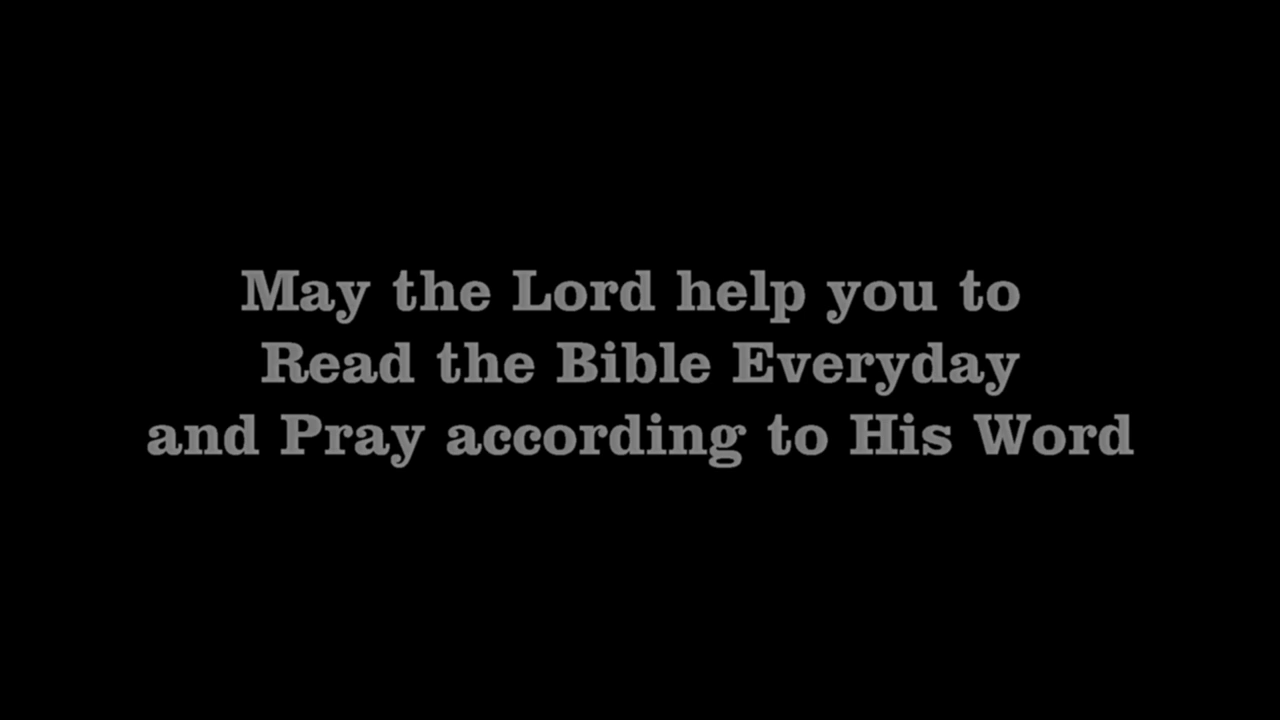 May the Lord help you to
Read the Bible Everyday
and Pray according to His Word